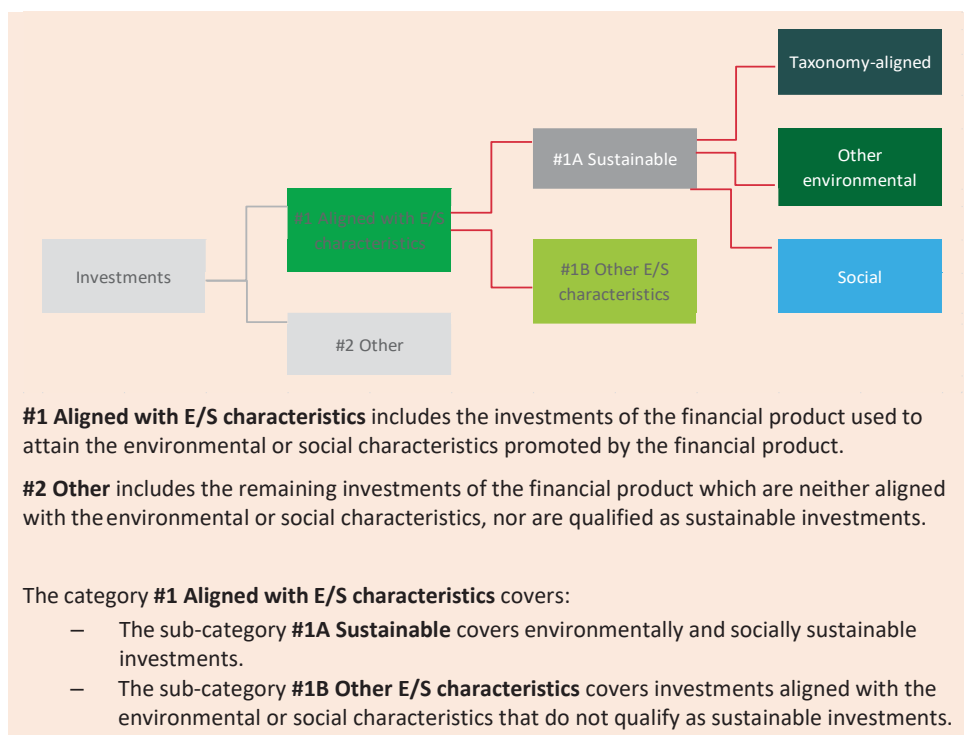 Taxonomy-aligned
#1A Sustainable
Other
environmental
#1 Aligned with E/S
characteristics
Investments
#1B Other E/S
characteristics
Social
#2 Other
#1 Aligned with E/S characteristics includes the investments of the financial product used to
attain the environmental or social characteristics promoted by the financial product.
#2 Other includes the remaining investments of the financial product which are neither aligned
with the environmental or social characteristics, nor are qualified as sustainable investments.
The category #1 Aligned with E/S characteristics covers:
– The sub-category #1A Sustainable covers environmentally and socially sustainable
investments.
– The sub-category #1B Other E/S characteristics covers investments aligned with the
environmental or social characteristics that do not qualify as sustainable investments.